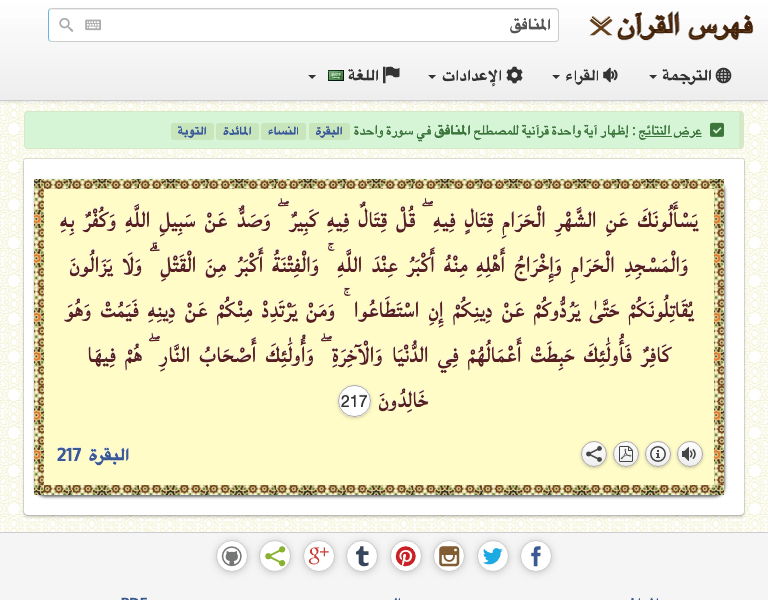 فهرس القرآن
المنافق
الترجمة القراء الإعدادات اللغة
عرض النتائج : إظهار آية واحدة قرآنية للمصطلح المنافق في سورة واحدة البقرة النساء المائدة التوبة
يَسْأَلُونَكَ عَنِ الشَّهْرِ الْحَرَامِ قِتَالٍ فِيهِ ۖ قُلْ قِتَالٌ فِيهِ كَبِيرٌ ۖ وَصَدٌّ عَنْ سَبِيلِ اللَّهِ وَكُفْرٌ بِهِ
وَالْمَسْجِدِ الْحَرَامِ وَإِخْرَاجُ أَهْلِهِ مِنْهُ أَكْبَرُ عِنْدَ اللَّهِ ۚ وَالْفِتْنَةُ أَكْبَرُ مِنَ الْقَتْلِ ۗ وَلَا يَزَالُونَ
يُقَاتِلُونَكُمْ حَتَّىٰ يَرُدُّوكُمْ عَنْ دِينِكُمْ إِنِ اسْتَطَاعُوا ۚ وَمَنْ يَرْتَدِدْ مِنْكُمْ عَنْ دِينِهِ فَيَمُتْ وَهُوَ
كَافِرٌ فَأُولَٰئِكَ حَبِطَتْ أَعْمَالُهُمْ فِي الدُّنْيَا وَالْآخِرَةِ ۖ وَأُولَٰئِكَ أَصْحَابُ النَّارِ ۖ هُمْ فِيهَا
خَالِدُونَ 217
البقرة 217